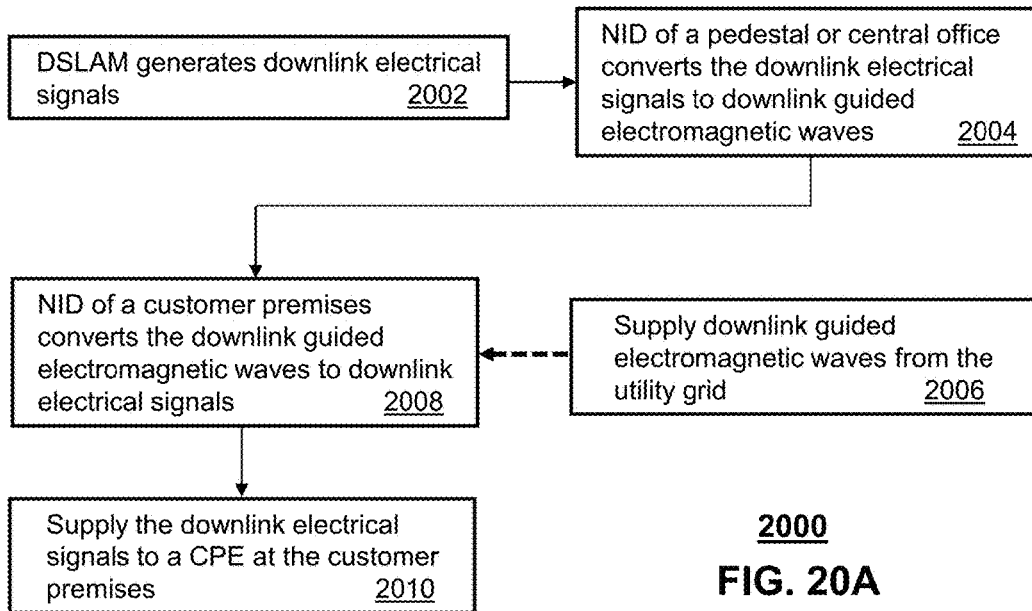 DSLAM generates downlink electrical
signals 2002
NID of a pedestal or central office
converts the downlink electrical
signals to downlink guided
electromagnetic waves 2004
NID of a customer premises
converts the downlink guided
electromagnetic waves to downlink
electrical signals 2008
Supply downlink guided
electromagnetic waves from the
utility grid 2006
Supply the downlink electrical
signals to a CPE at the customer
premises 2010
2000
FIG. 20A